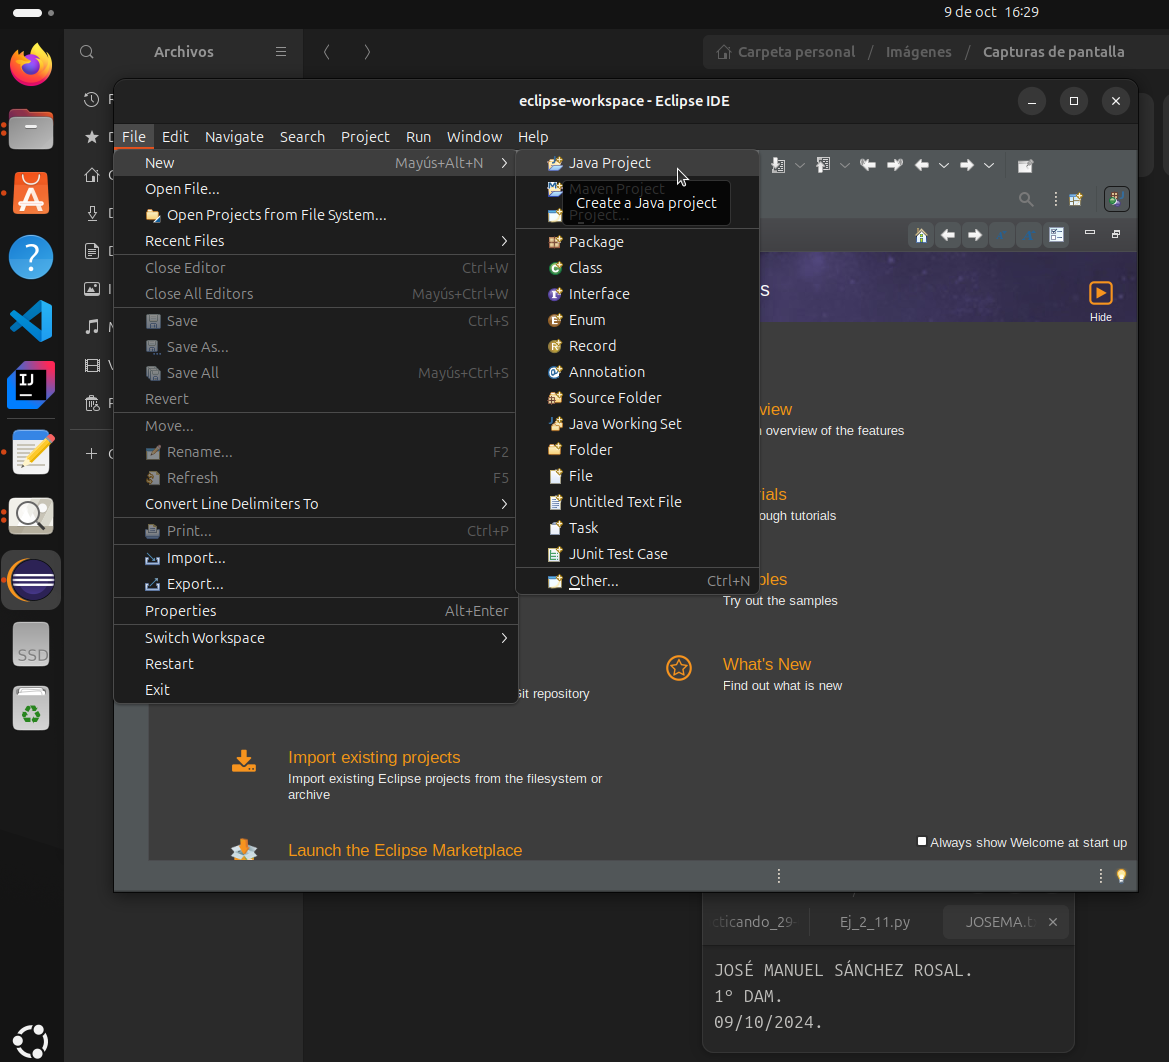 9 de oct 16:29
Archivos
Carpeta personal / Imágenes / Capturas de pantalla
eclipse-workspace - Eclipse IDE
File Edit Navigate Search Project Run Window Help
New Mayús+Alt+N
Open File...
Open Projects from File System...
Recent Files
Close Editor Ctrl+W
Close All Editors Mayús+Ctrl+W
Save Ctrl+S
Save As...
Save All Mayús+Ctrl+S
Revert
Move...
Rename... F2
Refresh F5
Convert Line Delimiters To
Print... Ctrl+P
Import...
Export...
Properties Alt+Enter
Switch Workspace
Restart
Exit
Java Project
Maven Project
Create a Java project
Project...
Package
Class
Interface
Enum
Record
Annotation
Source Folder
Java Working Set
Folder
File
Untitled Text File
Task
JUnit Test Case
Other... Ctrl+N
s
Hide
view
overview of the features
rials
ough tutorials
ples
Try out the samples
What's New
Find out what is new
Git repository
Import existing projects
Import existing Eclipse projects from the filesystem or
archive
Launch the Eclipse Marketplace
Always show Welcome at start up
IJ
SSD
cticando_29- Ej_2_11.py JOSEMA.t
JOSÉ MANUEL SÁNCHEZ ROSAL.
1º DAM.
09/10/2024.